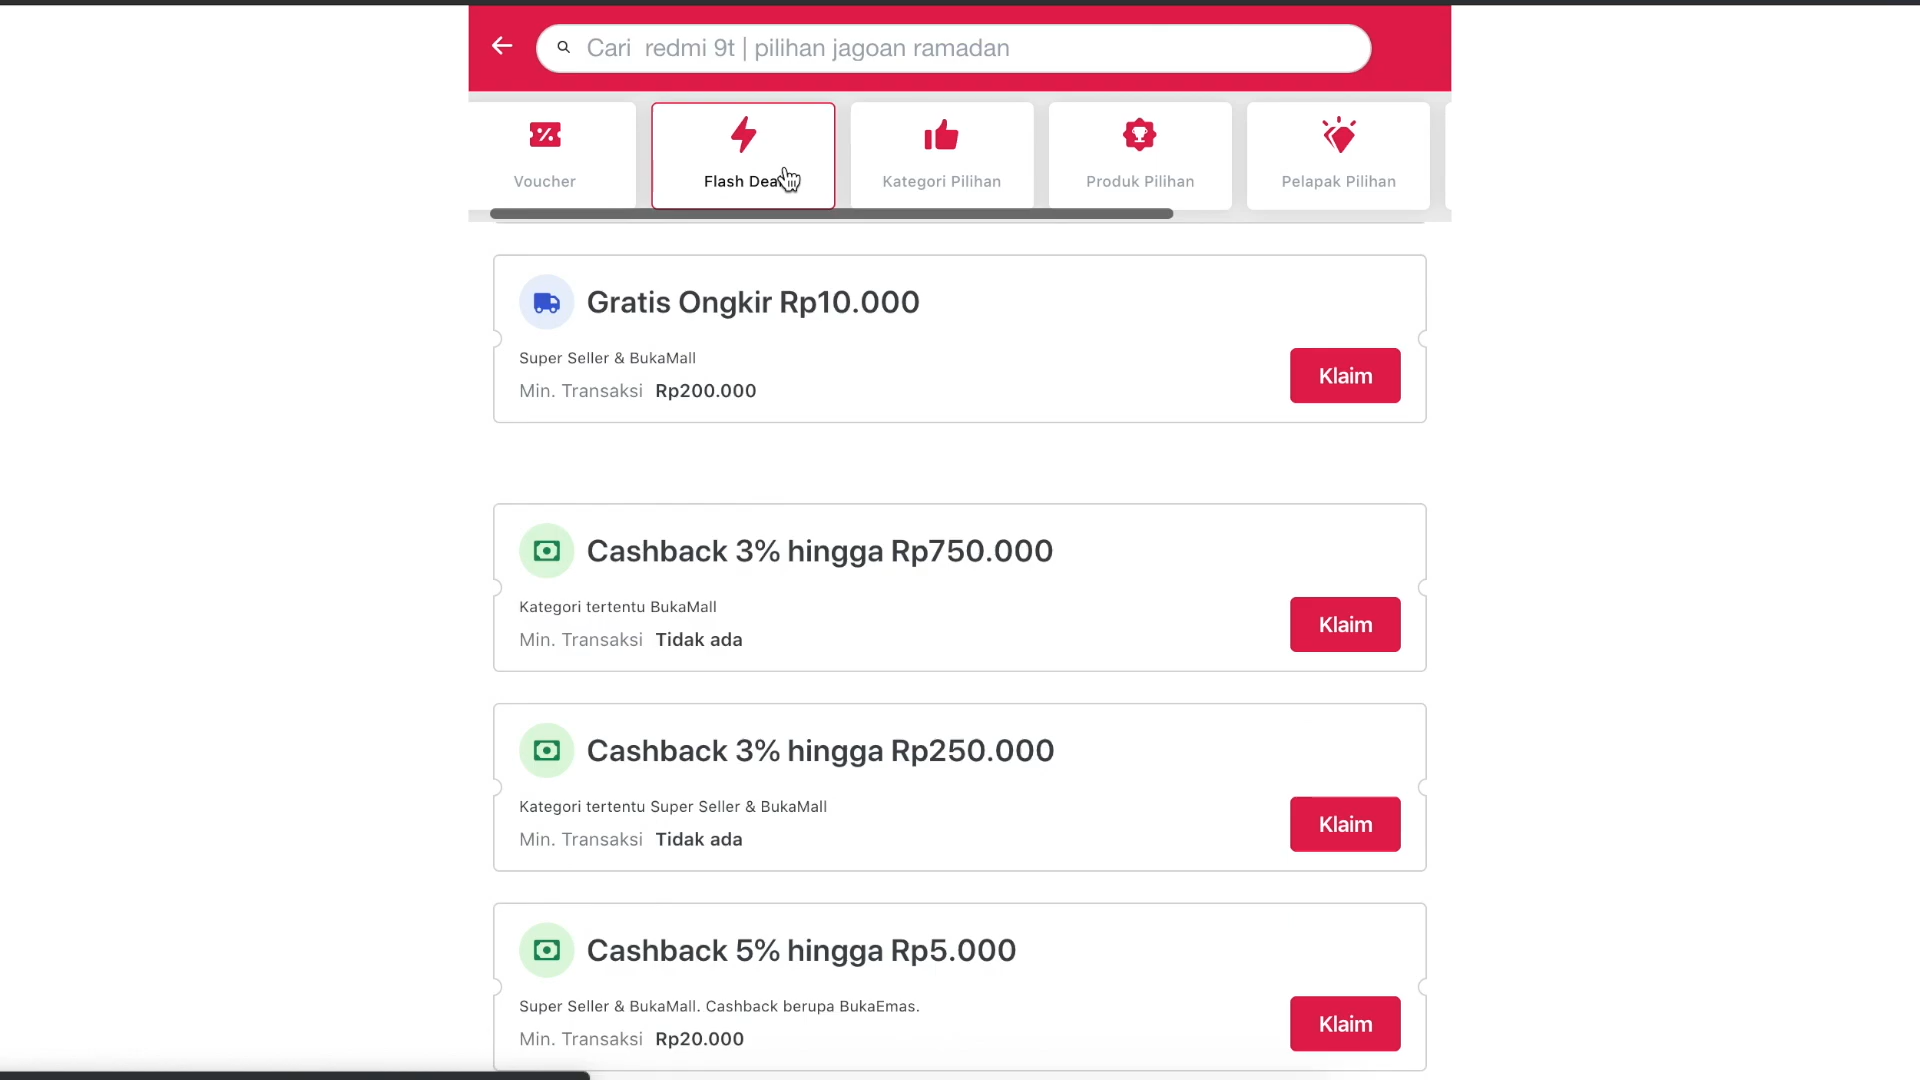 Cari redmi 9t | pilihan jagoan ramadan
Voucher
Flash Deal
Kategori Pilihan
Produk Pilihan
Pelapak Pilihan
Gratis Ongkir Rp10.000
Super Seller & BukaMall
Min. Transaksi Rp200.000
Klaim
Cashback 3% hingga Rp750.000
Kategori tertentu BukaMall
Min. Transaksi Tidak ada
Klaim
Cashback 3% hingga Rp250.000
Kategori tertentu Super Seller & BukaMall
Min. Transaksi Tidak ada
Klaim
Cashback 5% hingga Rp5.000
Super Seller & BukaMall. Cashback berupa BukaEmas.
Min. Transaksi Rp20.000
Klaim